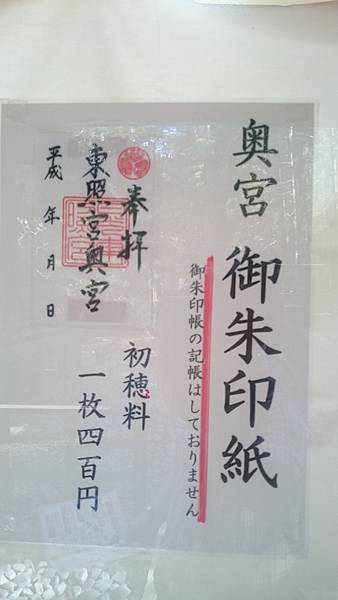 奥宮 御朱印紙
御朱印帳の記帳はしておりません
奉拝
東照宮奥宮
平成 年 月 日
初穂料
一枚四百円